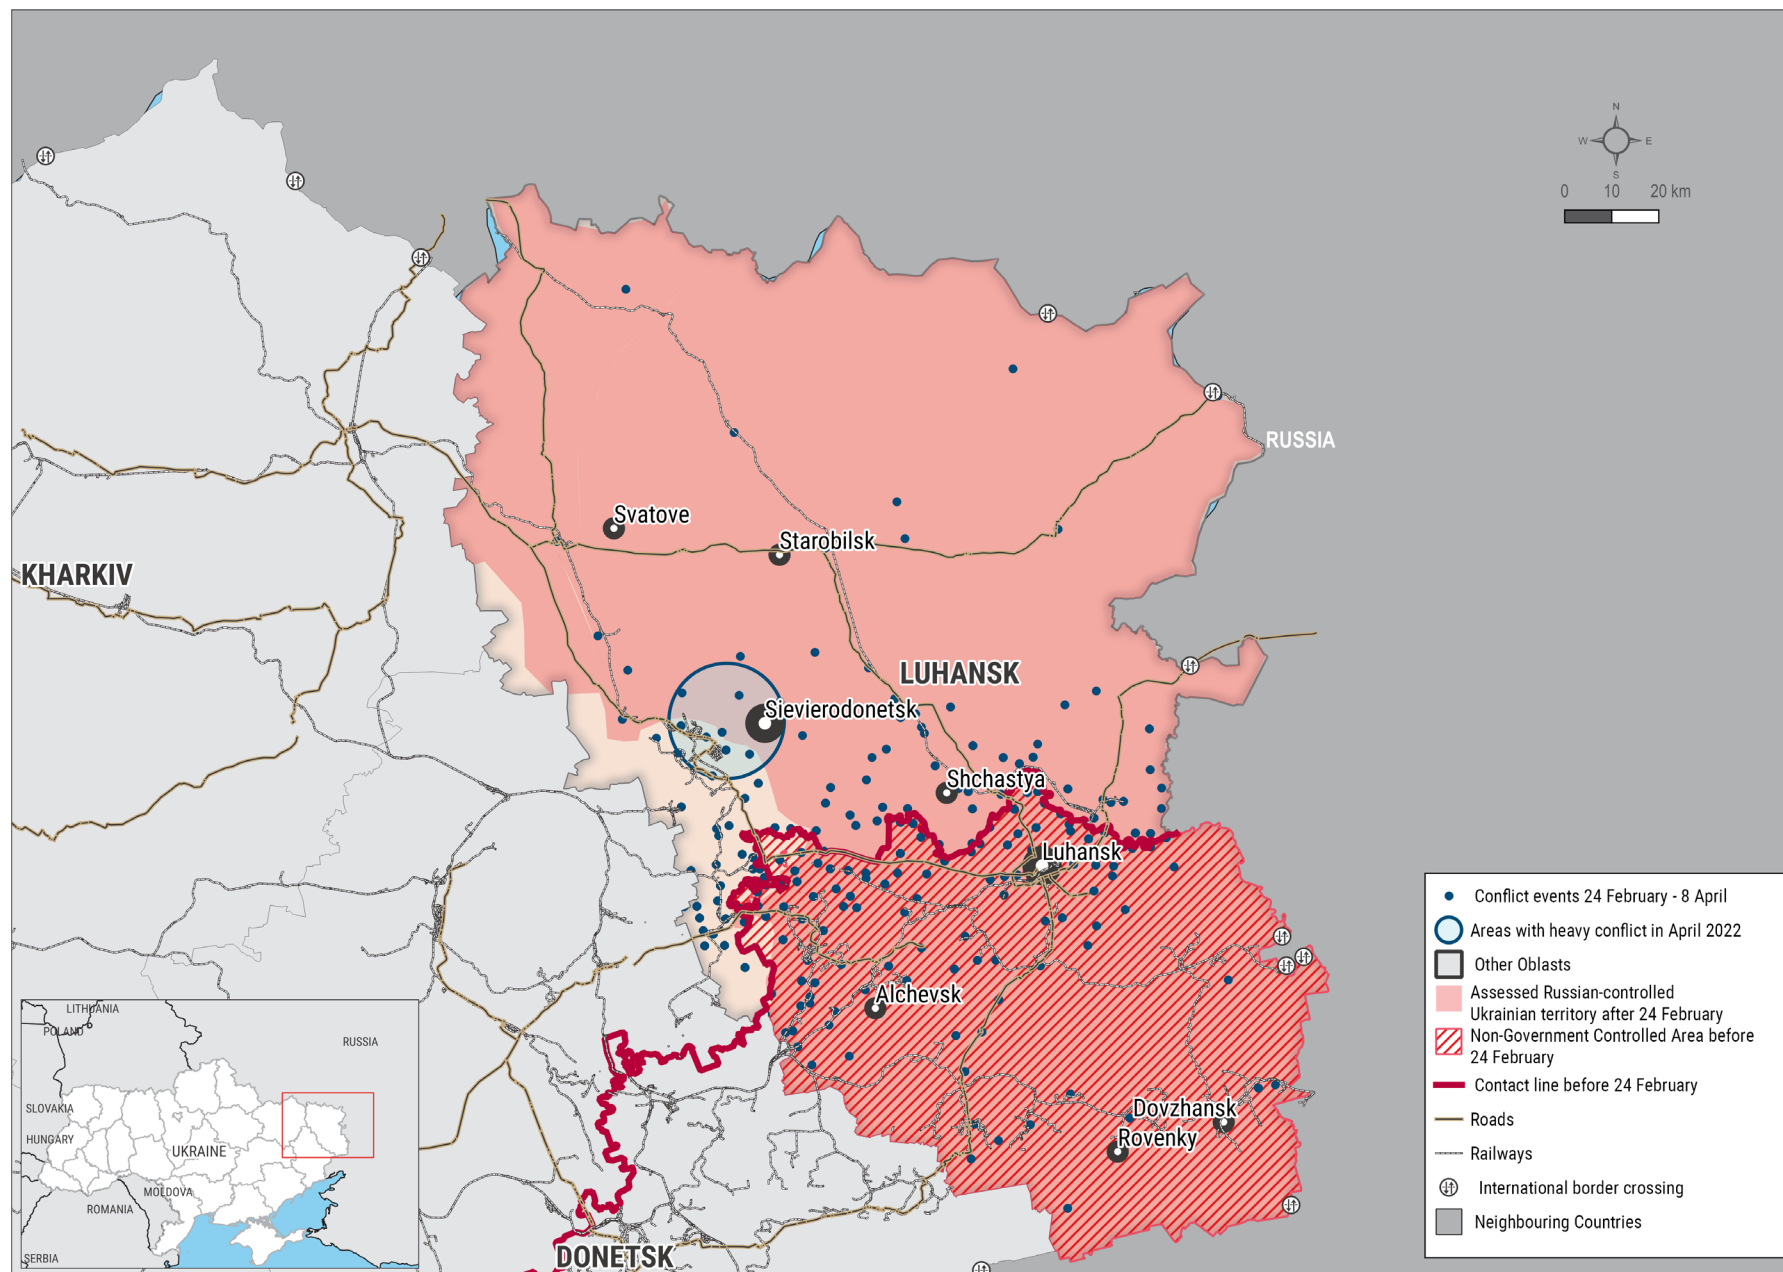 N
W E
S
0 10 20 km
RUSSIA
Svatove
Starobilsk
KHARKIV
LUHANSK
Sievierodonetsk
Shchastya
Luhansk
Alchevsk
Dovzhansk
Rovenky
DONETSK
Conflict events 24 February - 8 April
Areas with heavy conflict in April 2022
Other Oblasts
Assessed Russian-controlled
Ukrainian territory after 24 February
Non-Government Controlled Area before
24 February
Contact line before 24 February
Roads
Railways
International border crossing
Neighbouring Countries
LITHUANIA
POLAND
RUSSIA
SLOVAKIA
HUNGARY
UKRAINE
MOLDOVA
ROMANIA
SERBIA